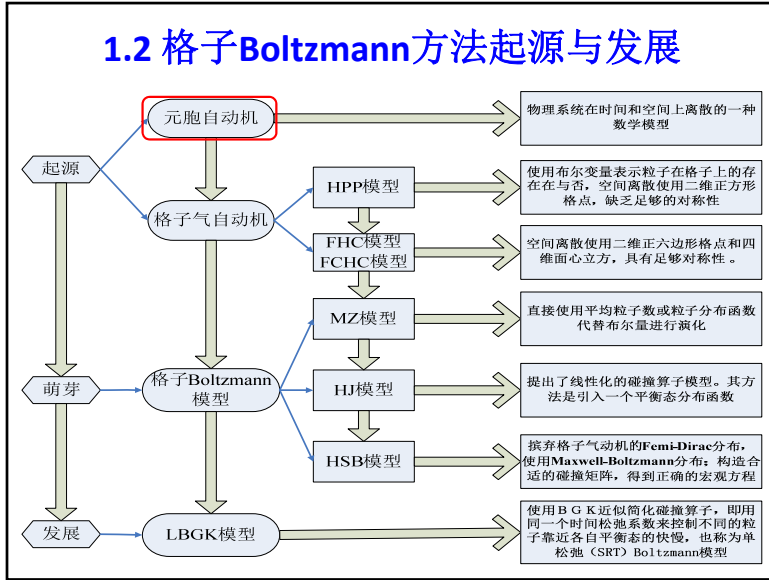 1.2 格子Boltzmann方法起源与发展
元胞自动机
物理系统在时间和空间上离散的一种
数学模型
起源
格子气自动机
HPP模型
使用布尔变量表示粒子在格子上的存
在在与否，空间离散使用二维正方形
格点，缺乏足够的对称性
FHC模型
FCHC模型
空间离散使用二维正六边形格点和四
维面心立方，具有足够对称性 。
MZ模型
直接使用平均粒子数或粒子分布函数
代替布尔量进行演化
萌芽
格子Boltzmann
模型
HJ模型
提出了线性化的碰撞算子模型。其方
法是引入一个平衡态分布函数
HSB模型
摈弃格子气动机的Femi-Dirac分布，
使用Maxwell-Boltzmann分布；构造合
适的碰撞矩阵，得到正确的宏观方程
发展
LBGK模型
使用ＢＧＫ近似简化碰撞算子，即用
同一个时间松弛系数来控制不同的粒
子靠近各自平衡态的快慢，也称为单
松弛（SRT）Boltzmann模型